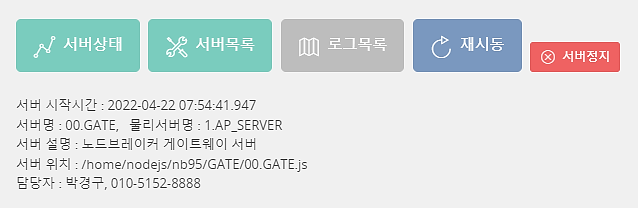 서버상태 서버목록 로그목록 재시동 서버정지
서버 시작시간 : 2022-04-22 07:54:41.947
서버명 : 00.GATE, 물리서버명 : 1.AP_SERVER
서버 설명 : 노드브레이커 게이트웨이 서버
서버 위치 : /home/nodejs/nb95/GATE/00.GATE.js
담당자 : 박경구, 010-5152-8888